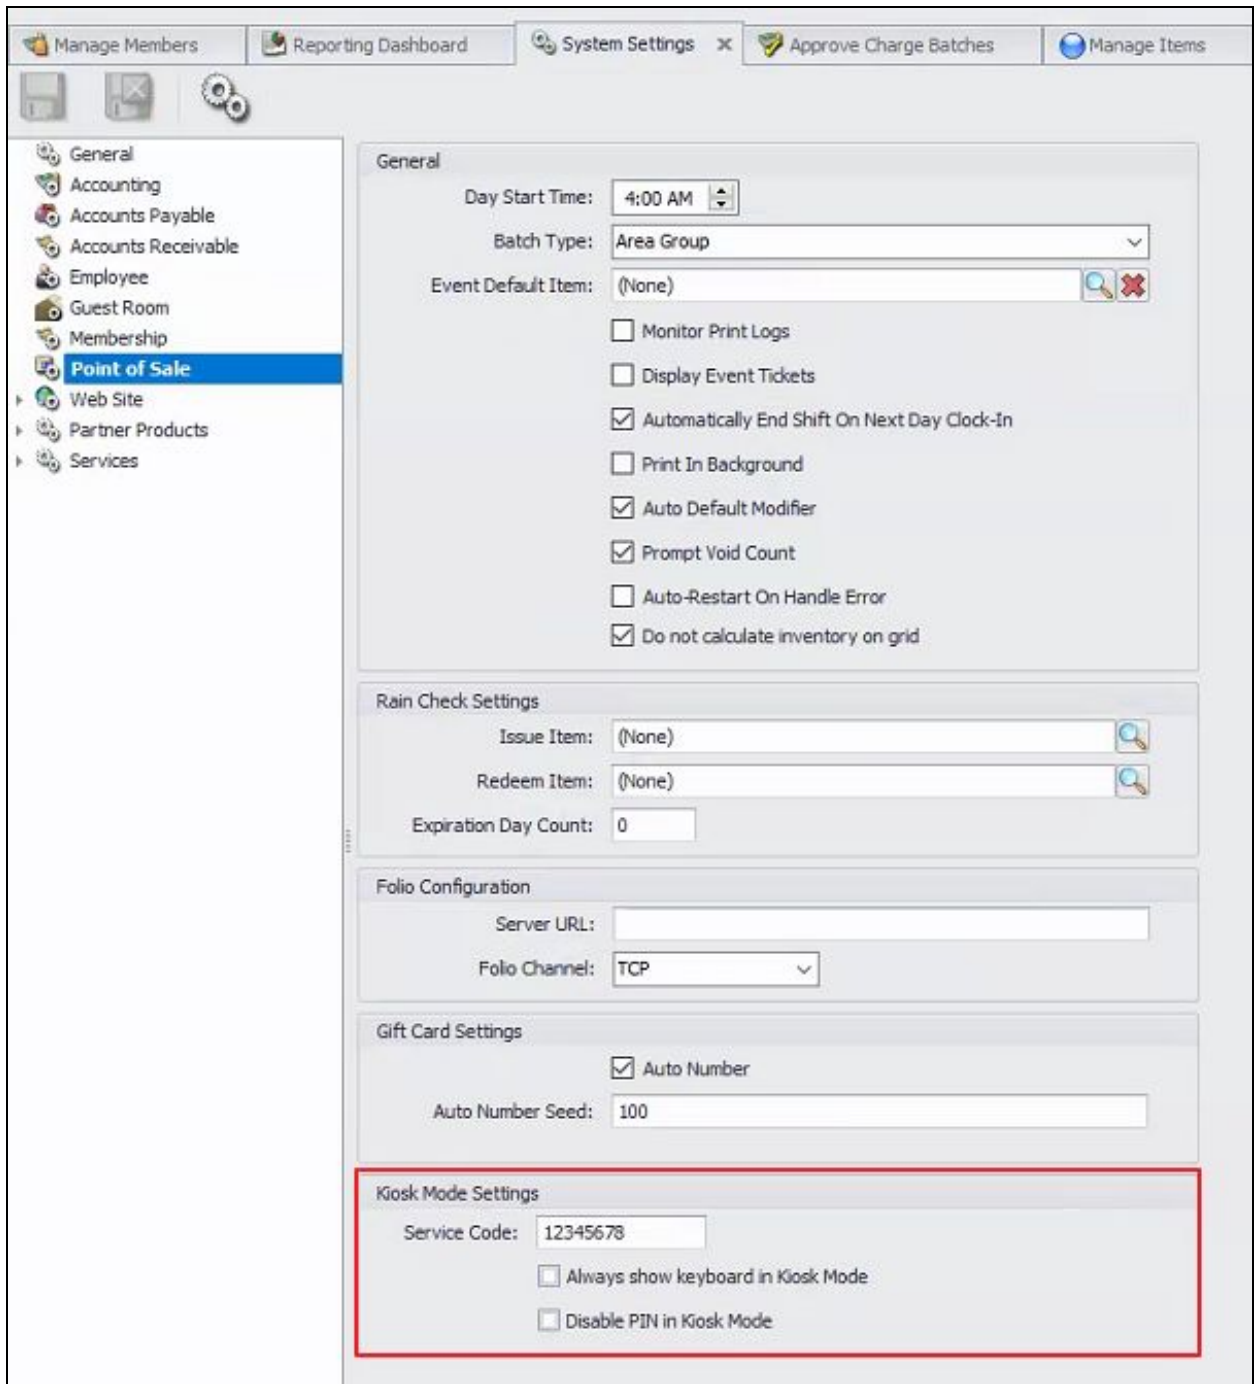 Manage Members
Reporting Dashboard
System Settings
Approve Charge Batches
Manage Items
General
Accounting
Accounts Payable
Accounts Receivable
Employee
Guest Room
Membership
Point of Sale
Web Site
Partner Products
Services
General
Day Start Time: 4:00 AM
Batch Type: Area Group
Event Default Item: (None)
Monitor Print Logs
Display Event Tickets
Automatically End Shift On Next Day Clock-In
Print In Background
Auto Default Modifier
Prompt Void Count
Auto-Restart On Handle Error
Do not calculate inventory on grid
Rain Check Settings
Issue Item: (None)
Redeem Item: (None)
Expiration Day Count: 0
Folio Configuration
Server URL:
Folio Channel: TCP
Gift Card Settings
Auto Number
Auto Number Seed: 100
Kiosk Mode Settings
Service Code: 12345678
Always show keyboard in Kiosk Mode
Disable PIN in Kiosk Mode